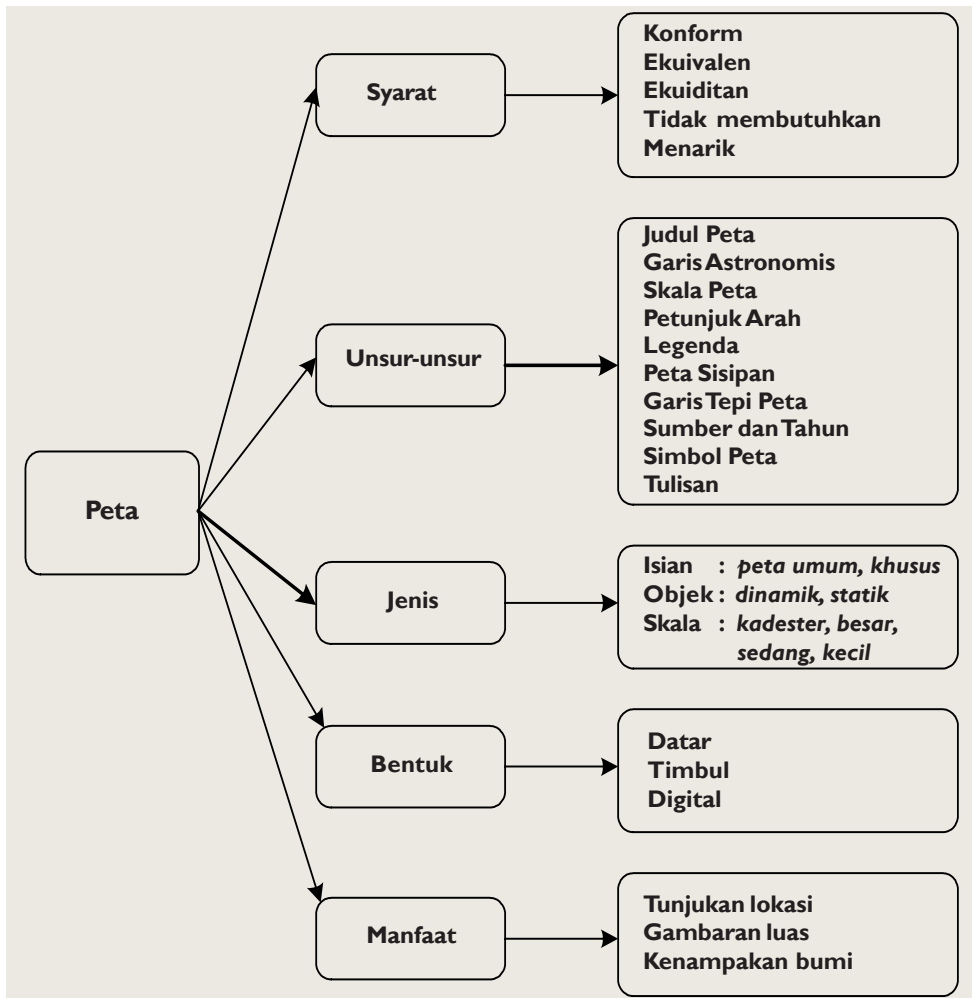 Peta
Syarat
Konform
Ekuivalen
Ekuiditan
Tidak membutuhkan
Menarik
Unsur-unsur
Judul Peta
Garis Astronomis
Skala Peta
Petunjuk Arah
Legenda
Peta Sisipan
Garis Tepi Peta
Sumber dan Tahun
Simbol Peta
Tulisan
Jenis
Isian : peta umum, khusus
Objek : dinamik, statik
Skala : kadester, besar,
sedang, kecil
Bentuk
Datar
Timbul
Digital
Manfaat
Tunjukan lokasi
Gambaran luas
Kenampakan bumi